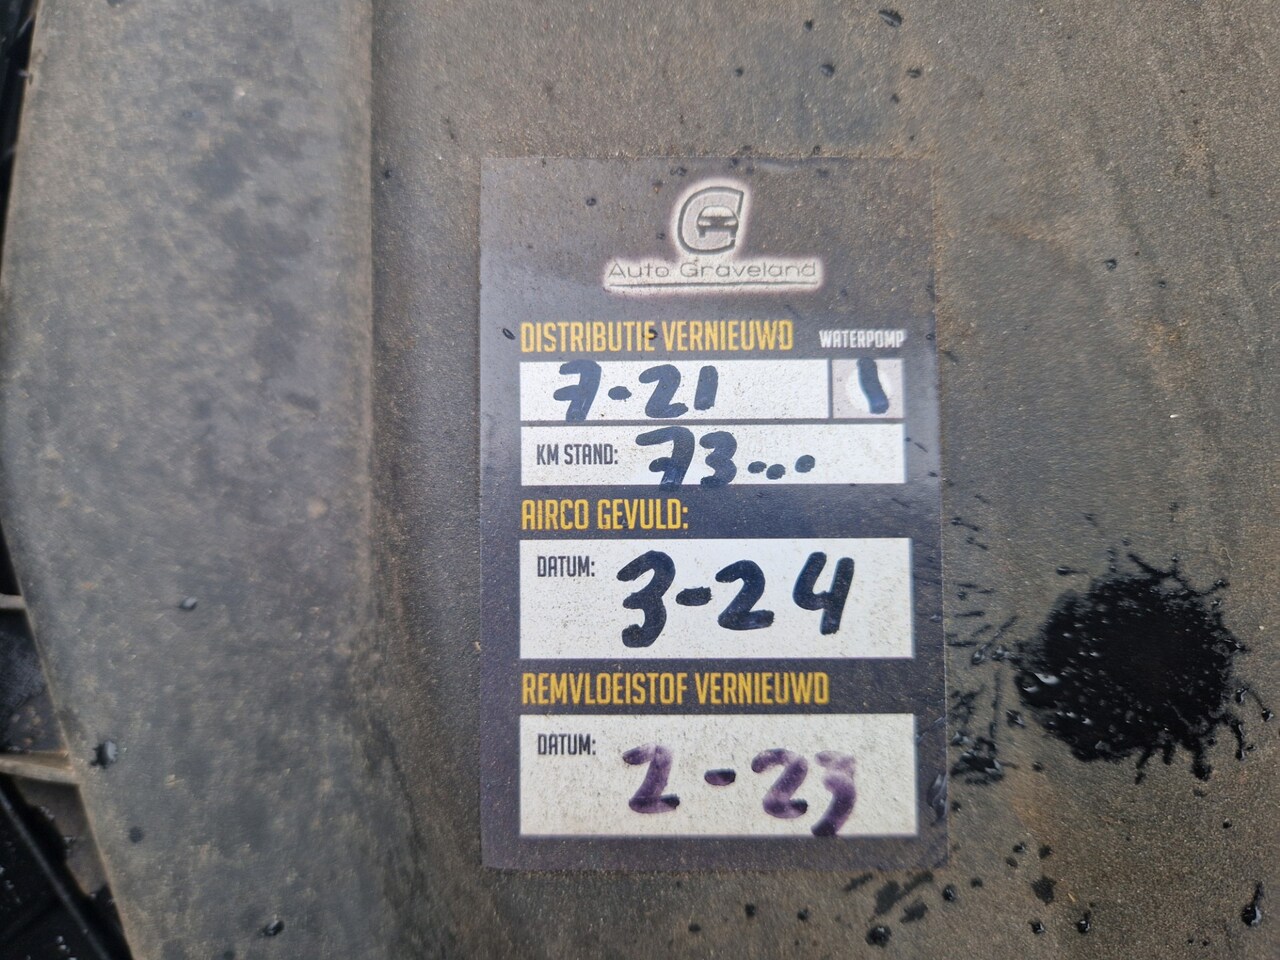 Auto Graveland
DISTRIBUTIE VERNIEUWD WATERPOMP
7-21
KM STAND: 73...
AIRCO GEVULD:
DATUM: 3-24
REMVLOEISTOF VERNIEUWD
DATUM: 2-23